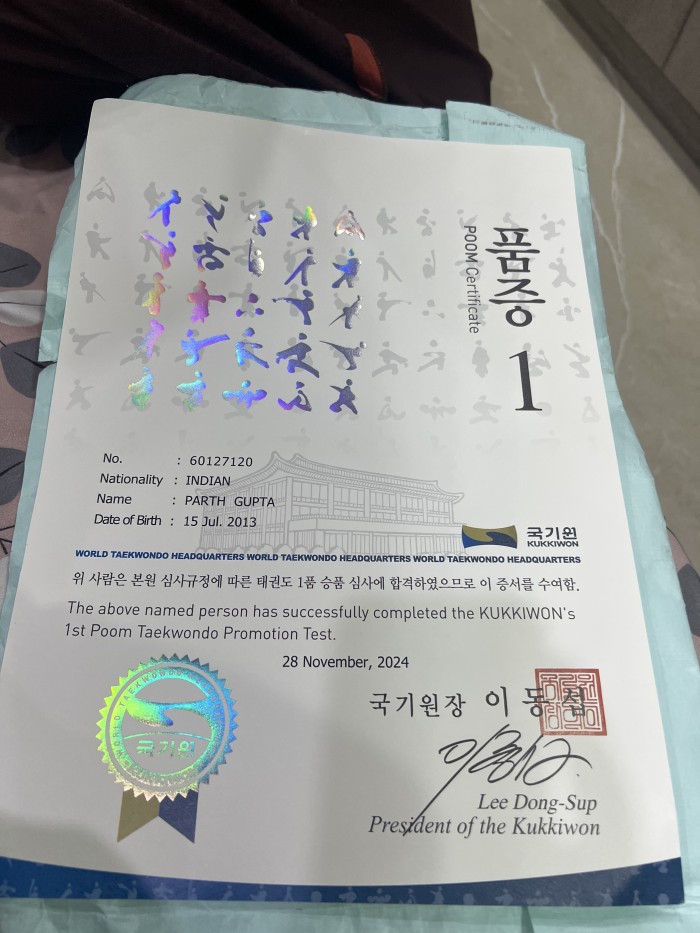 품증
POOM Certificate
1
No. : 60127120
Nationality : INDIAN
Name : PARTH GUPTA
Date of Birth : 15 Jul. 2013
국기원
KUKKIWON
WORLD TAEKWONDO HEADQUARTERS WORLD TAEKWONDO HEADQUARTERS WORLD TAEKWONDO HEADQUARTERS
위 사람은 본원 심사규정에 따른 태권도 1품 승품 심사에 합격하였으므로 이 증서를 수여함.
The above named person has successfully completed the KUKKIWON's
1st Poom Taekwondo Promotion Test.
28 November, 2024
국기원
국기원장 이동섭
Lee Dong-Sup
President of the Kukkiwon